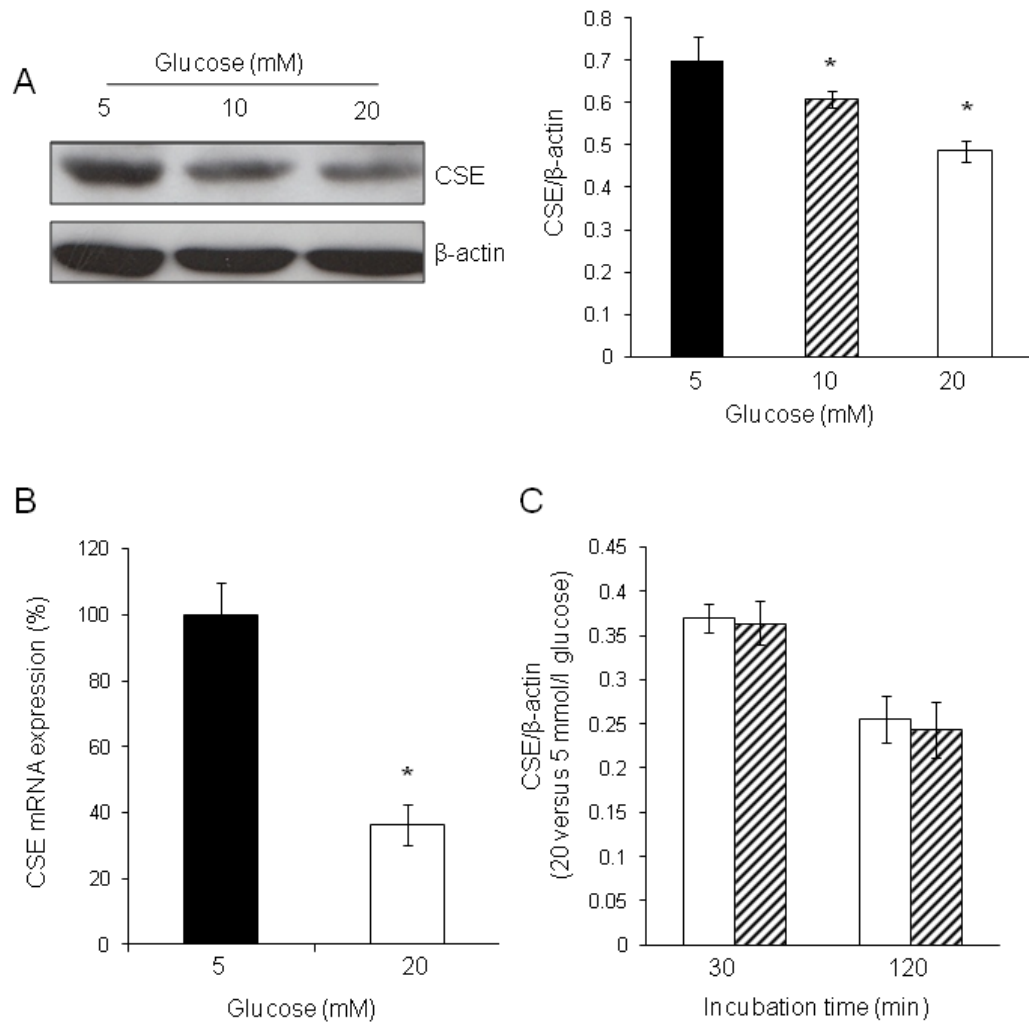 A
Glucose (mM)
5 10 20
CSE
β-actin
CSE/β-actin
0.8
0.7
0.6
0.5
0.4
0.3
0.2
0.1
0
*
*
5 10 20
Glucose (mM)
B
CSE mRNA expression (%)
120
100
80
60
40
20
0
*
5 20
Glucose (mM)
C
CSE/β-actin
(20 versus 5 mmol/l glucose)
0.45
0.4
0.35
0.3
0.25
0.2
0.15
0.1
0.05
0
30 120
Incubation time (min)